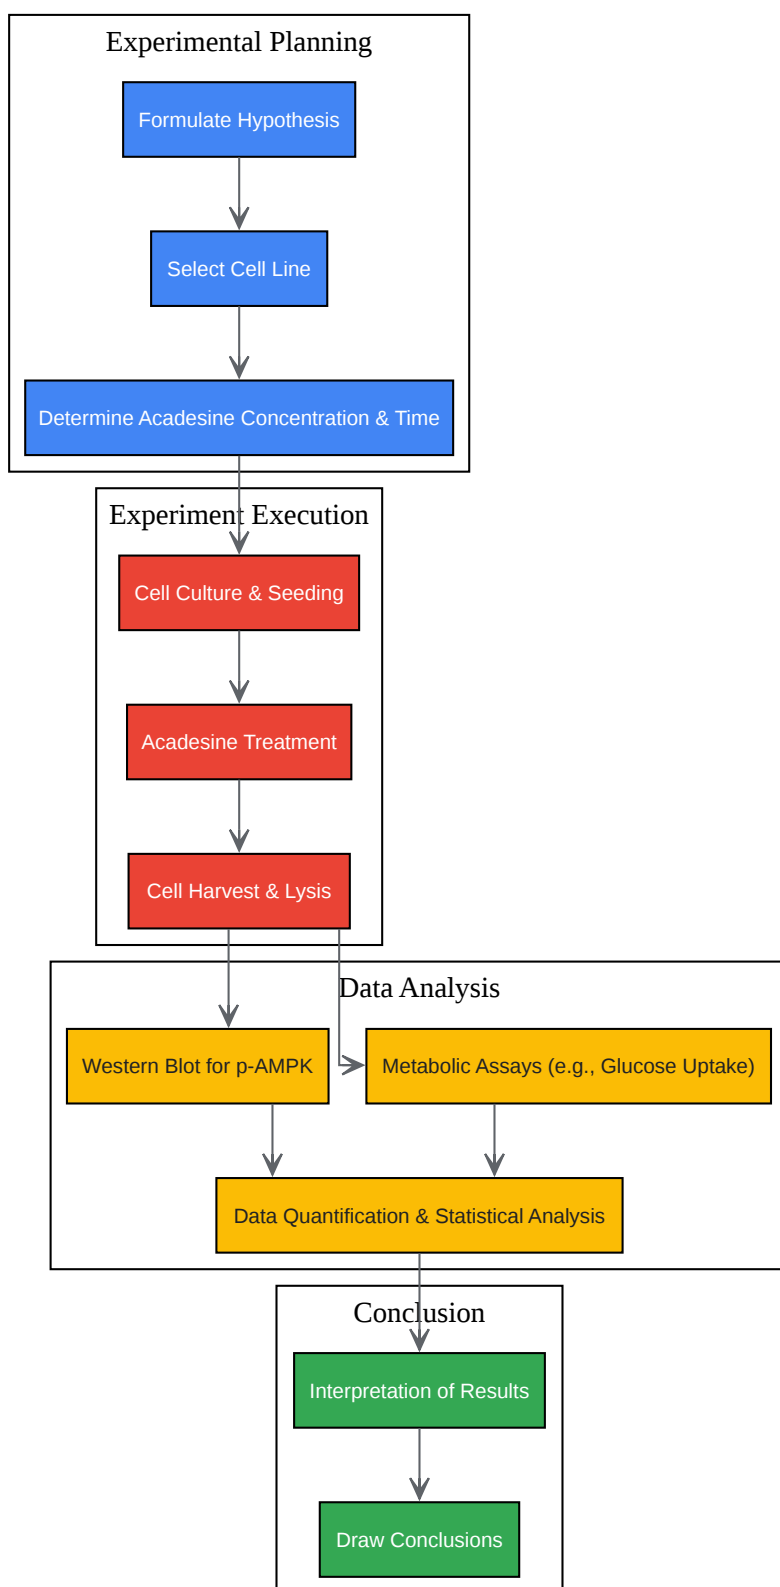 Experimental Planning
Formulate Hypothesis
Select Cell Line
Determine Acadesine Concentration & Time
Experiment Execution
Cell Culture & Seeding
Acadesine Treatment
Cell Harvest & Lysis
Data Analysis
Western Blot for p-AMPK
Metabolic Assays (e.g., Glucose Uptake)
Data Quantification & Statistical Analysis
Conclusion
Interpretation of Results
Draw Conclusions